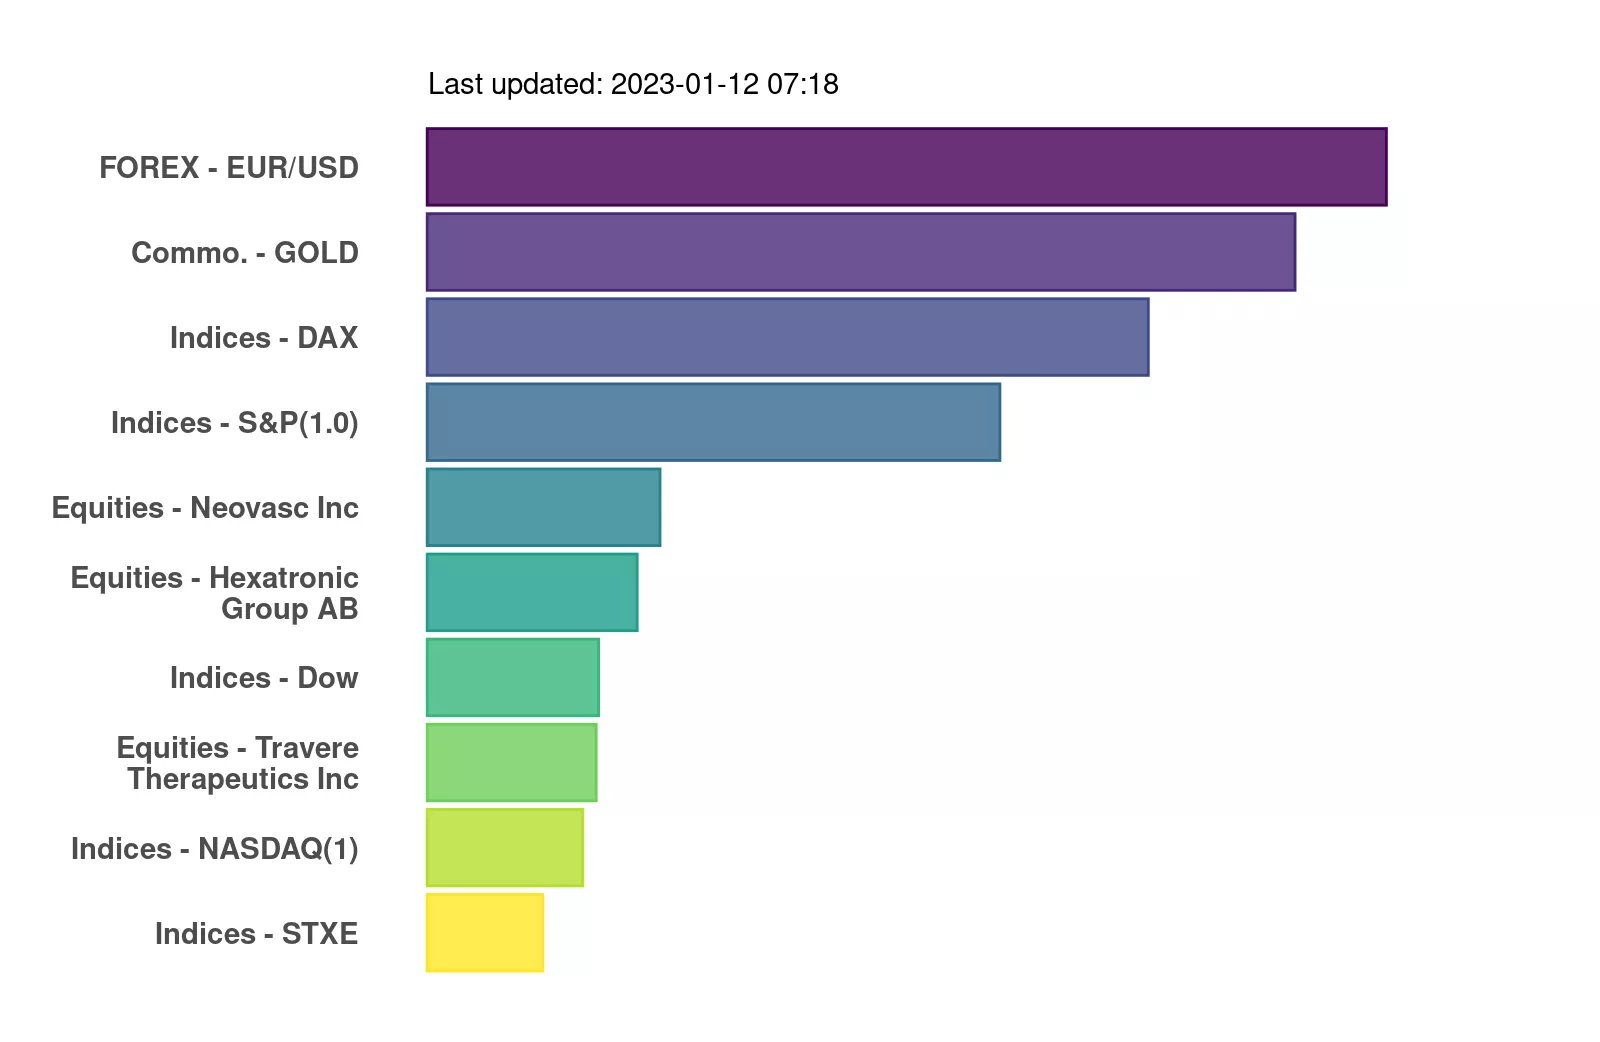 Last updated: 2023-01-12 07:18
FOREX - EUR/USD
Commo. - GOLD
Indices - DAX
Indices - S&P(1.0)
Equities - Neovasc Inc
Equities - Hexatronic
Group AB
Indices - Dow
Equities - Travere
Therapeutics Inc
Indices - NASDAQ(1)
Indices - STXE